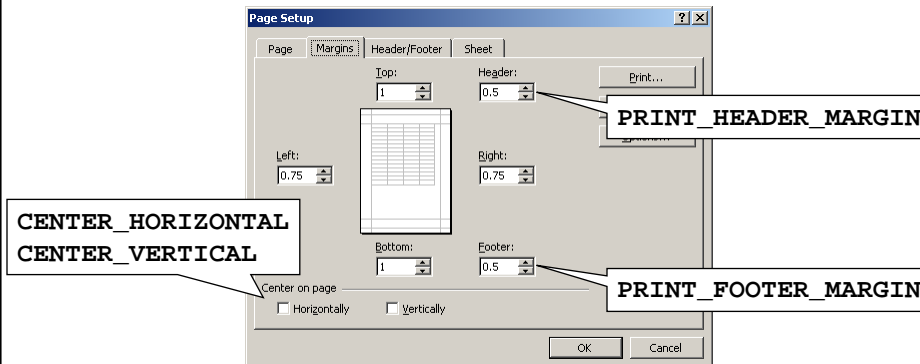 Page Setup
Page Margins Header/Footer Sheet
Top: Header:
1 0.5 Print...
PRINT_HEADER_MARGIN
Left: Right:
0.75 0.75
CENTER_HORIZONTAL
CENTER_VERTICAL
Bottom: Footer:
1 0.5
PRINT_FOOTER_MARGIN
Center on page
Horizontally Vertically
OK Cancel